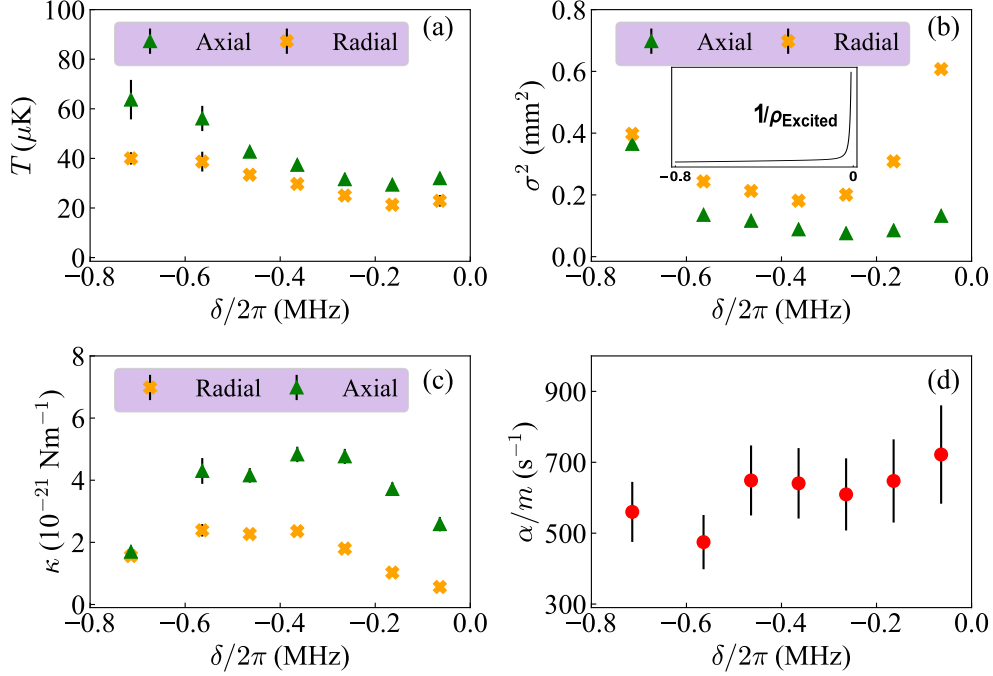 100
80
60
40
20
0
T (μK)
Axial Radial
(a)
−0.8 −0.6 −0.4 −0.2 0.0
δ/2π (MHz)
0.8
0.6
0.4
0.2
0.0
σ² (mm²)
Axial Radial
(b)
1/ρExcited
−0.8 0
−0.8 −0.6 −0.4 −0.2 0.0
δ/2π (MHz)
8
6
4
2
0
κ (10⁻²¹ Nm⁻¹)
Radial Axial
(c)
−0.8 −0.6 −0.4 −0.2 0.0
δ/2π (MHz)
900
700
500
300
α/m (s⁻¹)
(d)
−0.8 −0.6 −0.4 −0.2 0.0
δ/2π (MHz)